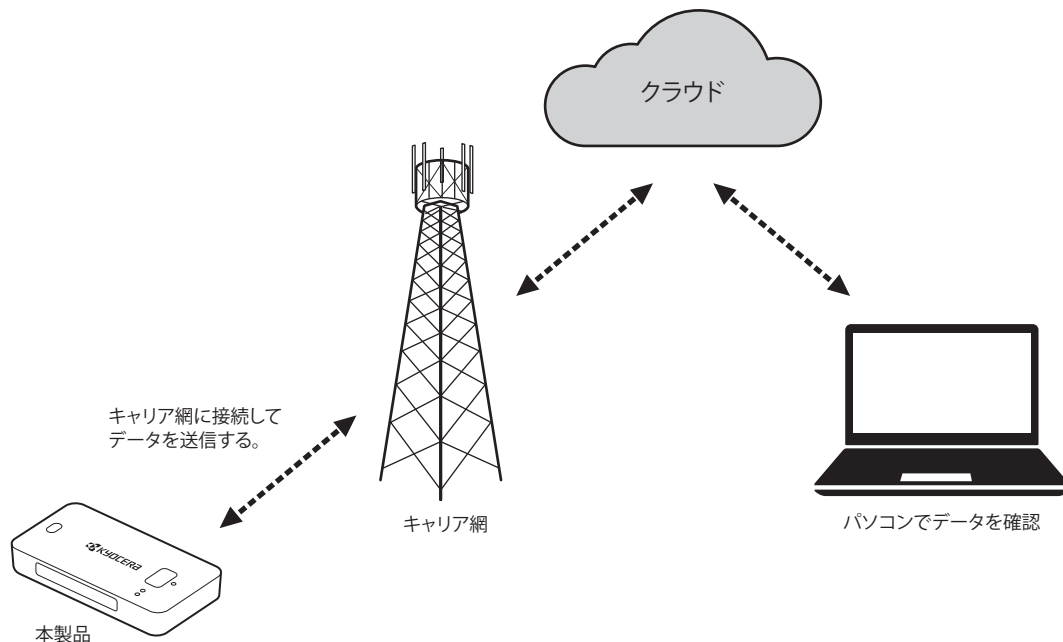 クラウド
キャリア網に接続して
データを送信する。
キャリア網
パソコンでデータを確認
KYOCERA
本製品